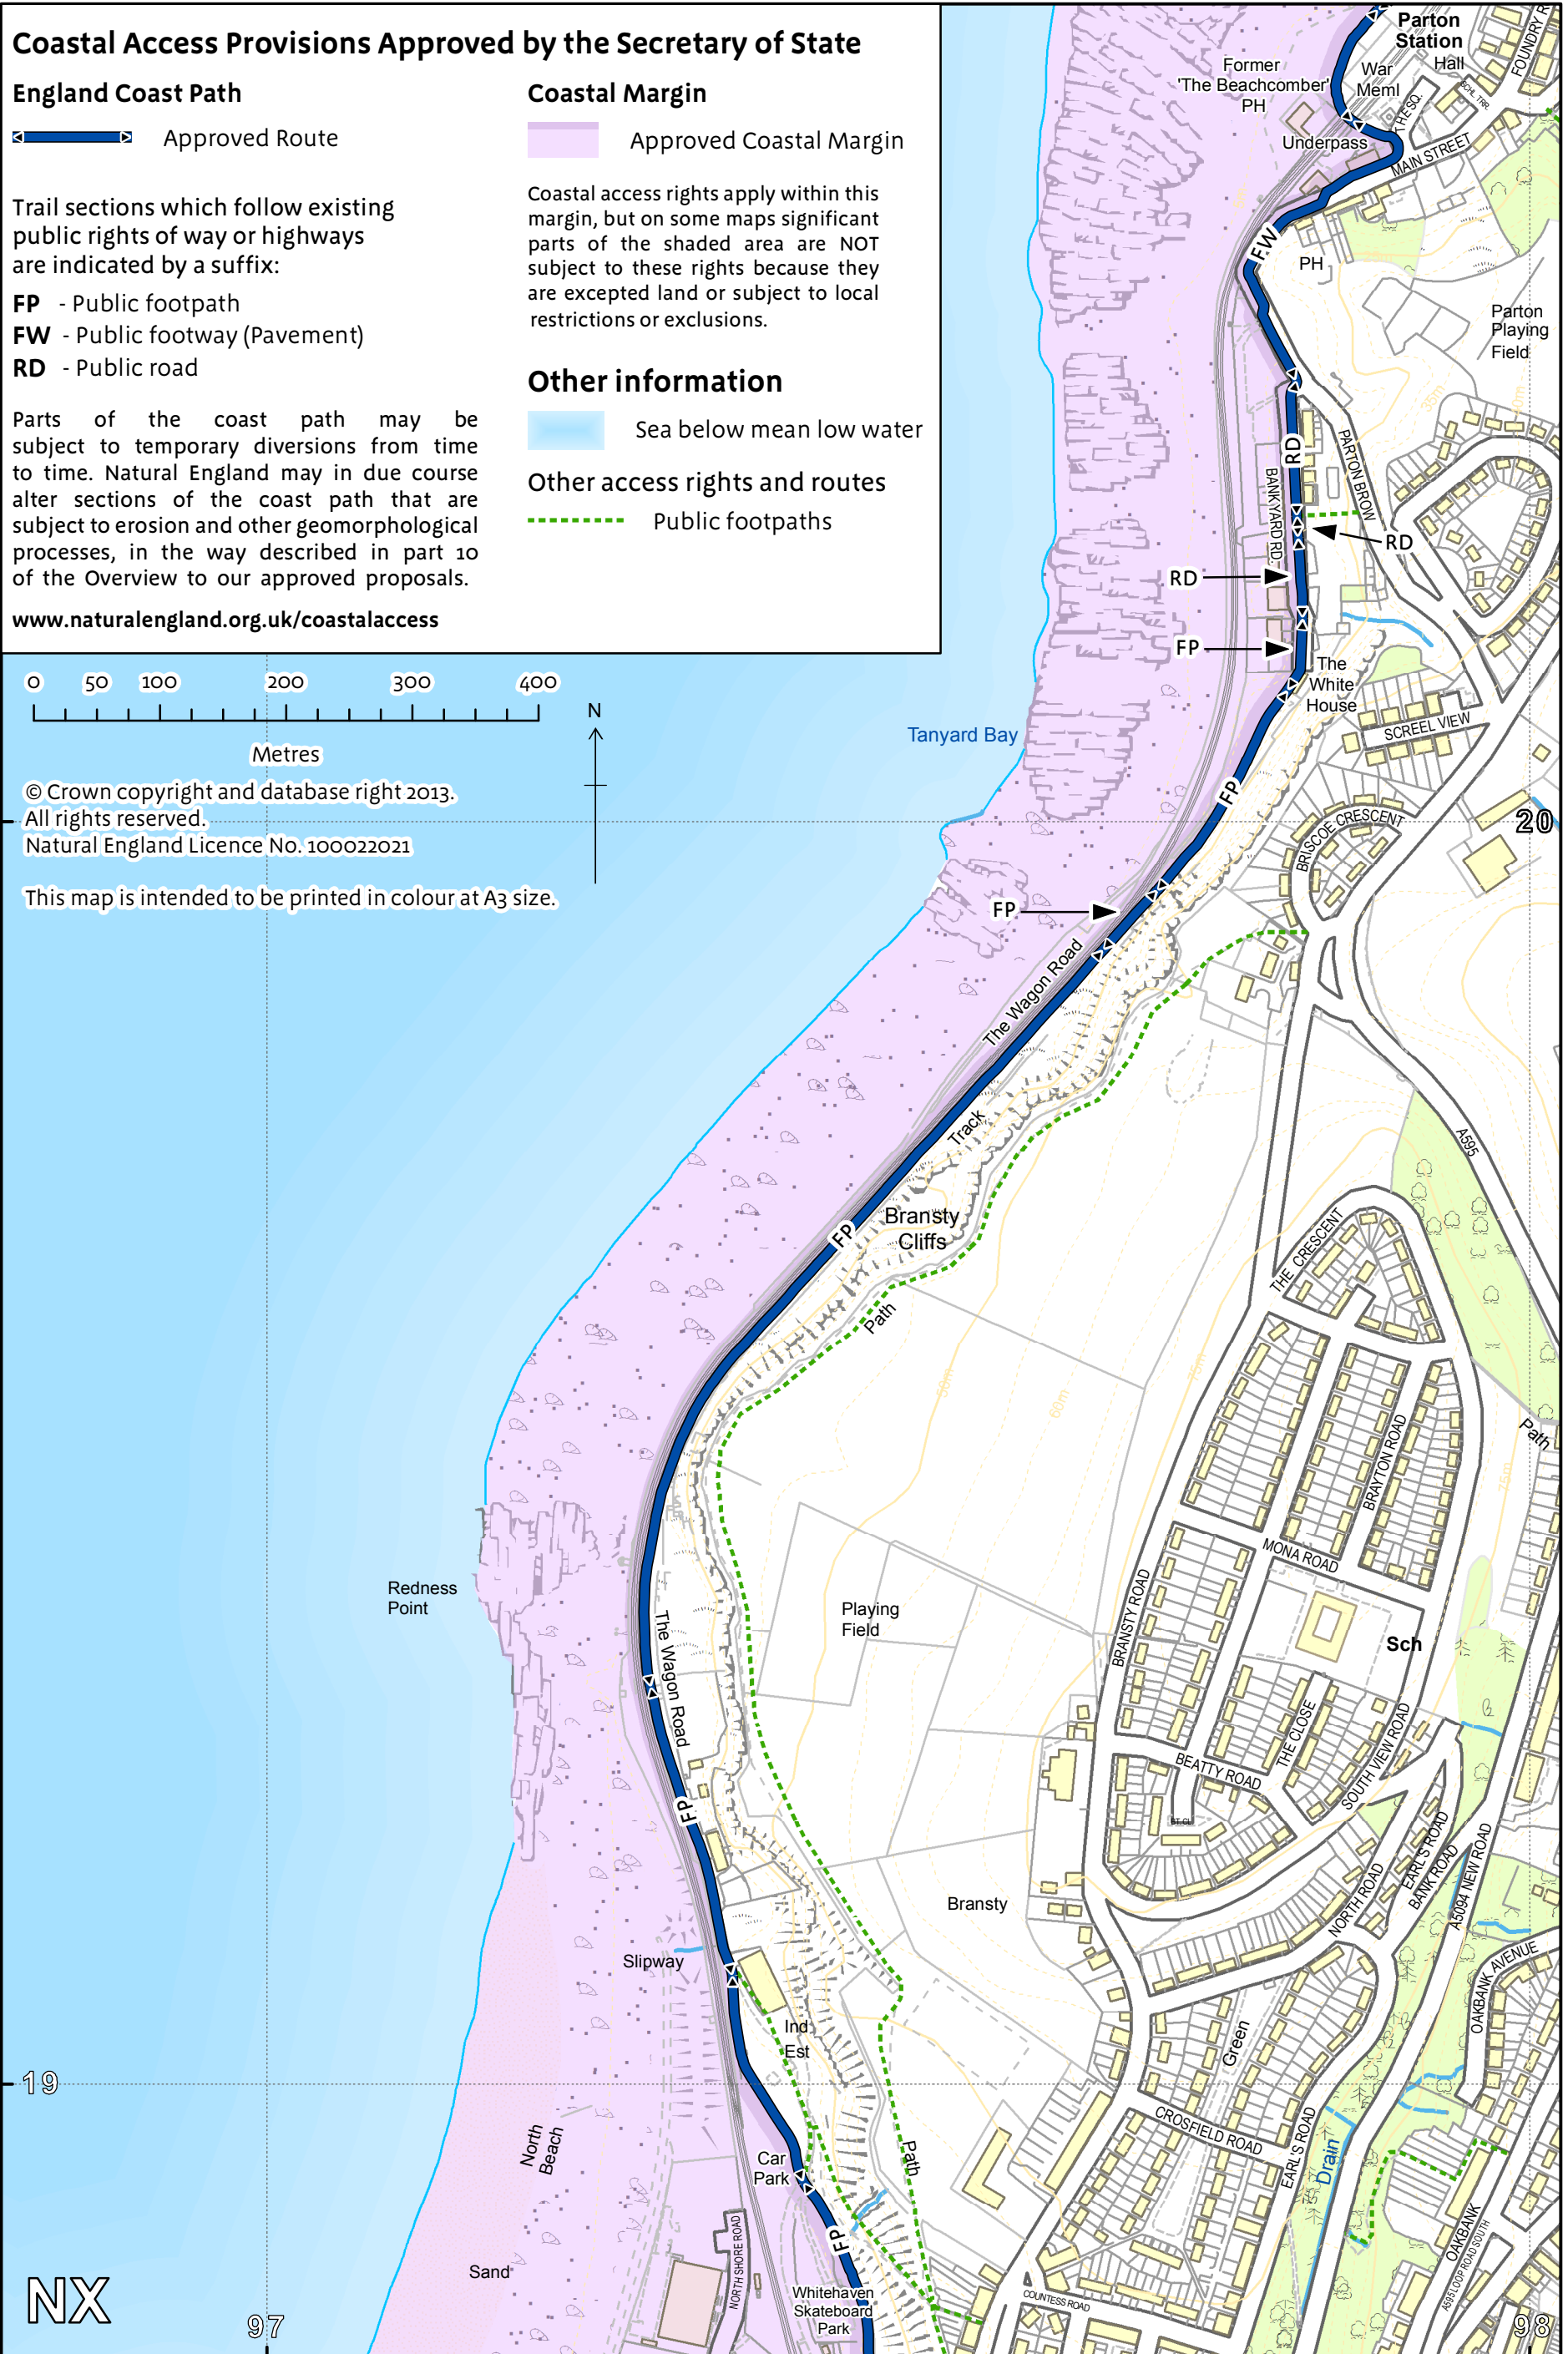 Coastal Access Provisions Approved by the Secretary of State
England Coast Path
Approved Route
Trail sections which follow existing
public rights of way or highways
are indicated by a suffix:
FP - Public footpath
FW - Public footway (Pavement)
RD - Public road
Parts of the coast path may be
subject to temporary diversions from time
to time. Natural England may in due course
alter sections of the coast path that are
subject to erosion and other geomorphological
processes, in the way described in part 10
of the Overview to our approved proposals.
www.naturalengland.org.uk/coastalaccess
Coastal Margin
Approved Coastal Margin
Coastal access rights apply within this
margin, but on some maps significant
parts of the shaded area are NOT
subject to these rights because they
are excepted land or subject to local
restrictions or exclusions.
Other information
Sea below mean low water
Other access rights and routes
Public footpaths
0 50 100 200 300 400
Metres
N
© Crown copyright and database right 2013.
All rights reserved.
Natural England Licence No. 100022021
This map is intended to be printed in colour at A3 size.
Parton
Station
Hall
FOUNDRY R
Former
'The Beachcomber'
PH
War
Meml
SCHL TRR
THE SQ.
Underpass
MAIN STREET
FW
PH
Parton
Playing
Field
35m
40m
RD
PARTON BROW
BANKYARD RD.
RD
RD
FP
The
White
House
SCREEL VIEW
Tanyard Bay
FP
20
BRISCOE CRESCENT
FP
The Wagon Road
Track
A595
Bransty
Cliffs
FP
THE CRESCENT
Path
50m
60m
75m
BRAYTON ROAD
Path
75m
MONA ROAD
Redness
Point
The Wagon Road
Playing
Field
BRANSTY ROAD
Sch
THE CLOSE
BEATTY ROAD
SOUTH VIEW ROAD
FP
EARL'S ROAD
BANK ROAD
A5094 NEW ROAD
NORTH ROAD
Bransty
Slipway
OAKBANK AVENUE
Ind
Est
Green
19
North
Beach
CROSFIELD ROAD
EARL'S ROAD
Drain
Car
Park
Path
FP
NORTH SHORE ROAD
OAKBANK
A595 LOOP ROAD SOUTH
Sand
Whitehaven
Skateboard
Park
COUNTESS ROAD
NX
97
98